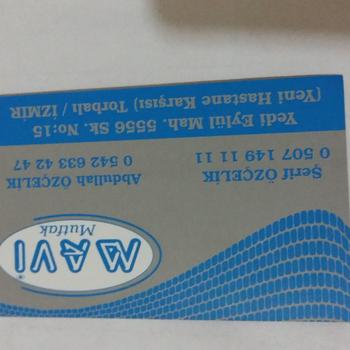 MAVİ
Mutfak
Şerif ÖZÇELİK
0 507 149 11 11
Abdullah ÖZÇELİK
0 542 633 42 47
Yedi Eylül Mah. 5556 Sk. No:15
(Yeni Hastane Karşısı) Torbalı / İZMİR